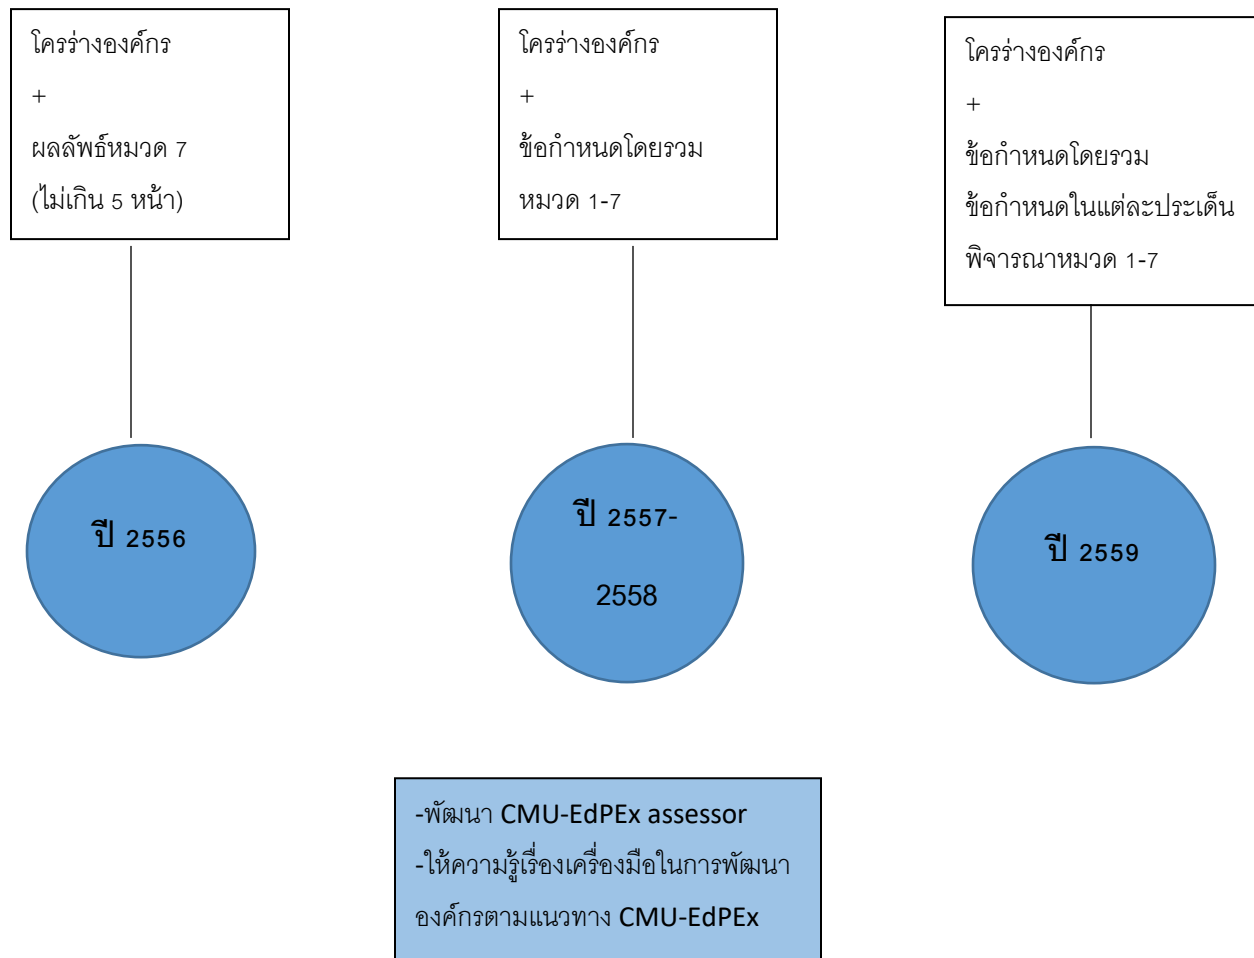 โครร่างองค์กร
+
ผลลัพธ์หมวด 7
(ไม่เกิน 5 หน้า)
โครร่างองค์กร
+
ข้อกำหนดโดยรวม
หมวด 1-7
โครร่างองค์กร
+
ข้อกำหนดโดยรวม
ข้อกำหนดในแต่ละประเด็น
พิจารณาหมวด 1-7
ปี 2556
ปี 2557-
2558
ปี 2559
-พัฒนา CMU-EdPEx assessor
-ให้ความรู้เรื่องเครื่องมือในการพัฒนา
องค์กรตามแนวทาง CMU-EdPEx